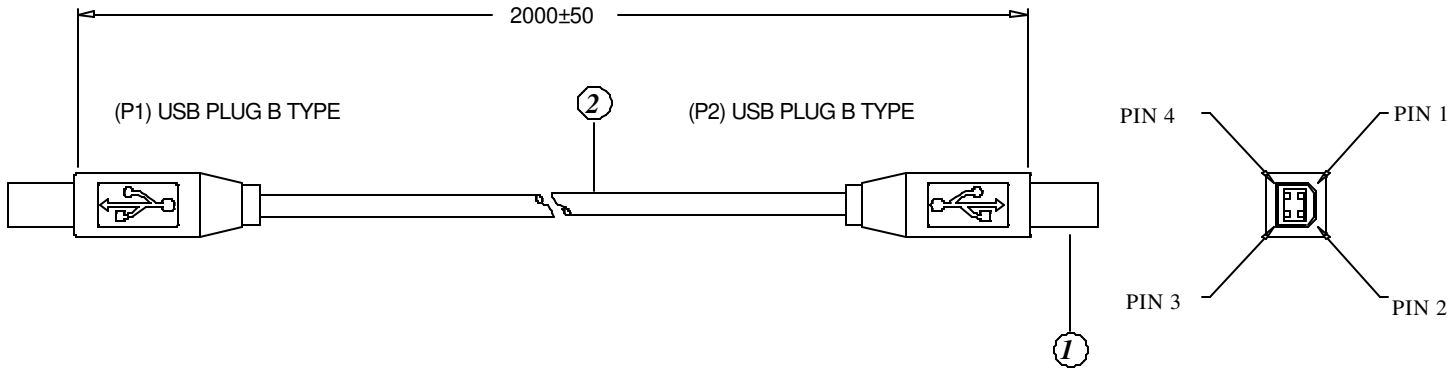 2000±50
(P1) USB PLUG B TYPE
2
(P2) USB PLUG B TYPE
PIN 4
PIN 1
PIN 3
PIN 2
1